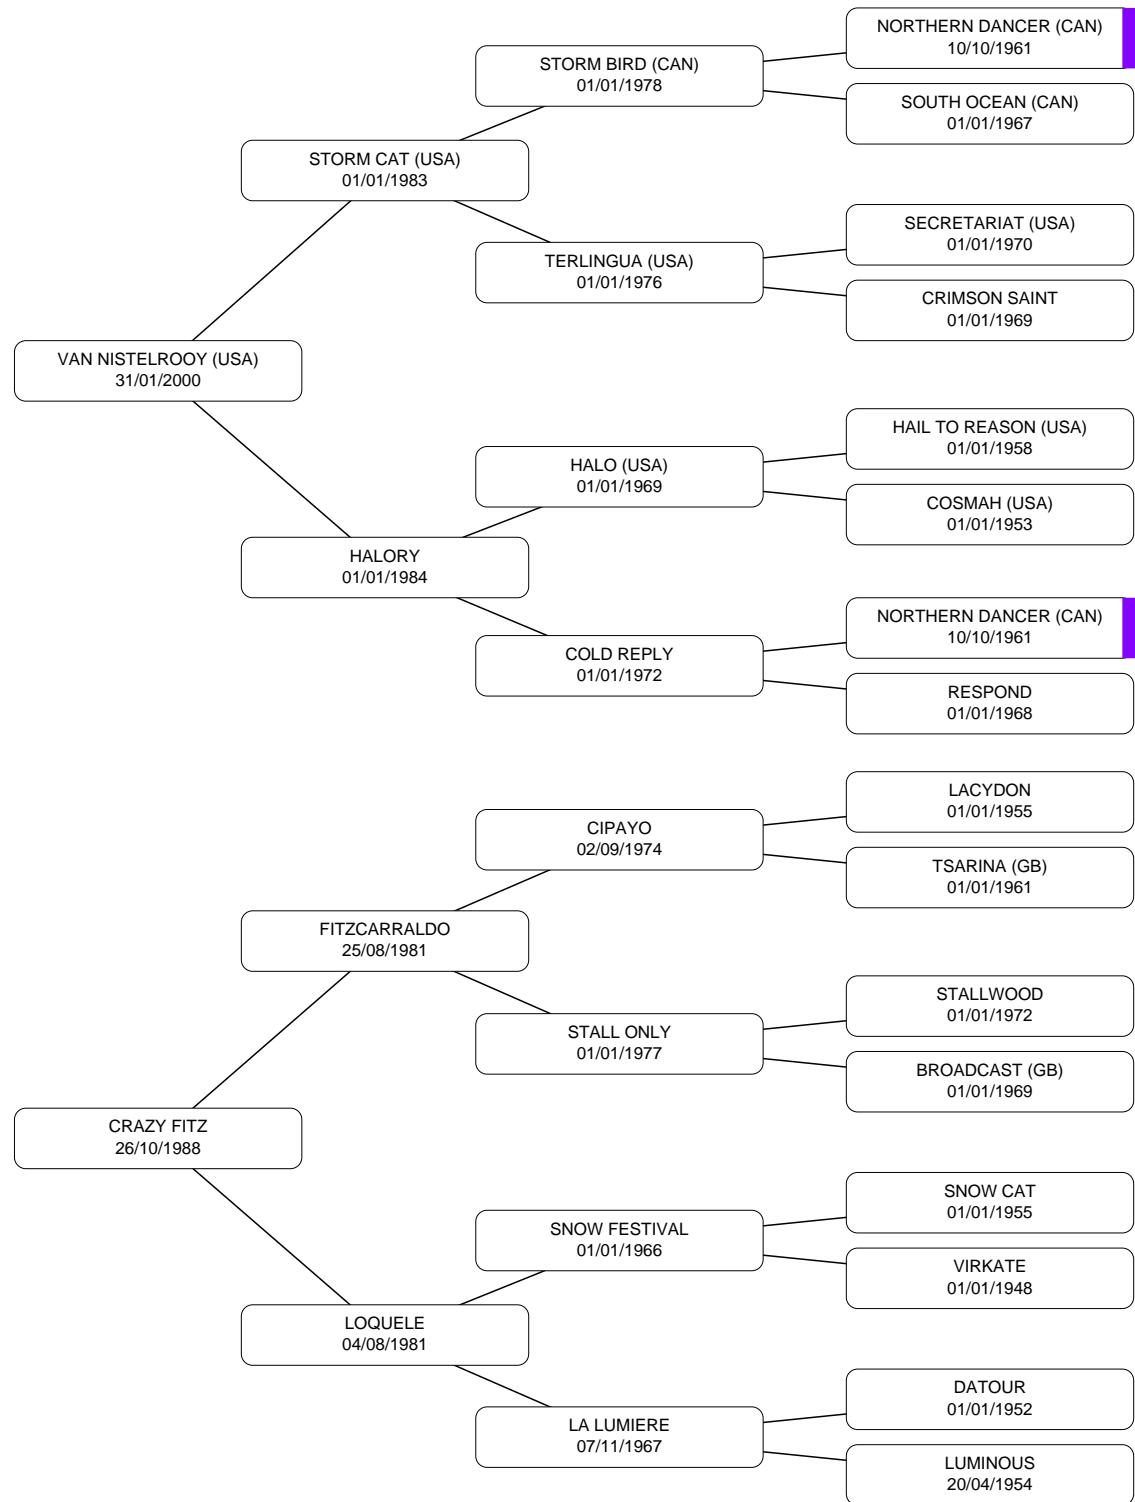 NORTHERN DANCER (CAN)
10/10/1961
STORM BIRD (CAN)
01/01/1978
SOUTH OCEAN (CAN)
01/01/1967
STORM CAT (USA)
01/01/1983
SECRETARIAT (USA)
01/01/1970
TERLINGUA (USA)
01/01/1976
CRIMSON SAINT
01/01/1969
VAN NISTELROOY (USA)
31/01/2000
HAIL TO REASON (USA)
01/01/1958
HALO (USA)
01/01/1969
COSMAH (USA)
01/01/1953
HALORY
01/01/1984
NORTHERN DANCER (CAN)
10/10/1961
COLD REPLY
01/01/1972
RESPOND
01/01/1968
LACYDON
01/01/1955
CIPAYO
02/09/1974
TSARINA (GB)
01/01/1961
FITZCARRALDO
25/08/1981
STALLWOOD
01/01/1972
STALL ONLY
01/01/1977
BROADCAST (GB)
01/01/1969
CRAZY FITZ
26/10/1988
SNOW CAT
01/01/1955
SNOW FESTIVAL
01/01/1966
VIRKATE
01/01/1948
LOQUELE
04/08/1981
DATOUR
01/01/1952
LA LUMIERE
07/11/1967
LUMINOUS
20/04/1954